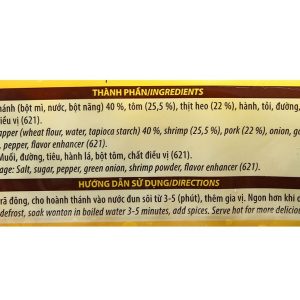 THÀNH PHẦN/INGREDIENTS
hánh (bột mì, nước, bột năng) 40 %, tôm (25,5 %), thịt heo (22 %), hành, tỏi, đường,
điều vị (621).
apper (wheat flour, water, tapioca starch) 40 %, shrimp (25,5 %), pork (22 %), onion, ga
, pepper, flavor enhancer (621).
Muối, đường, tiêu, hành lá, bột tôm, chất điều vị (621).
age: Salt, sugar, pepper, green onion, shrimp powder, flavor enhancer (621).
HƯỚNG DẪN SỬ DỤNG/DIRECTIONS
rã đông, cho hoành thánh vào nước đun sôi từ 3-5 (phút), thêm gia vị. Ngon hơn khi d
defrost, soak wonton in boiled water 3-5 minutes, add spices. Serve hot for more deliciou